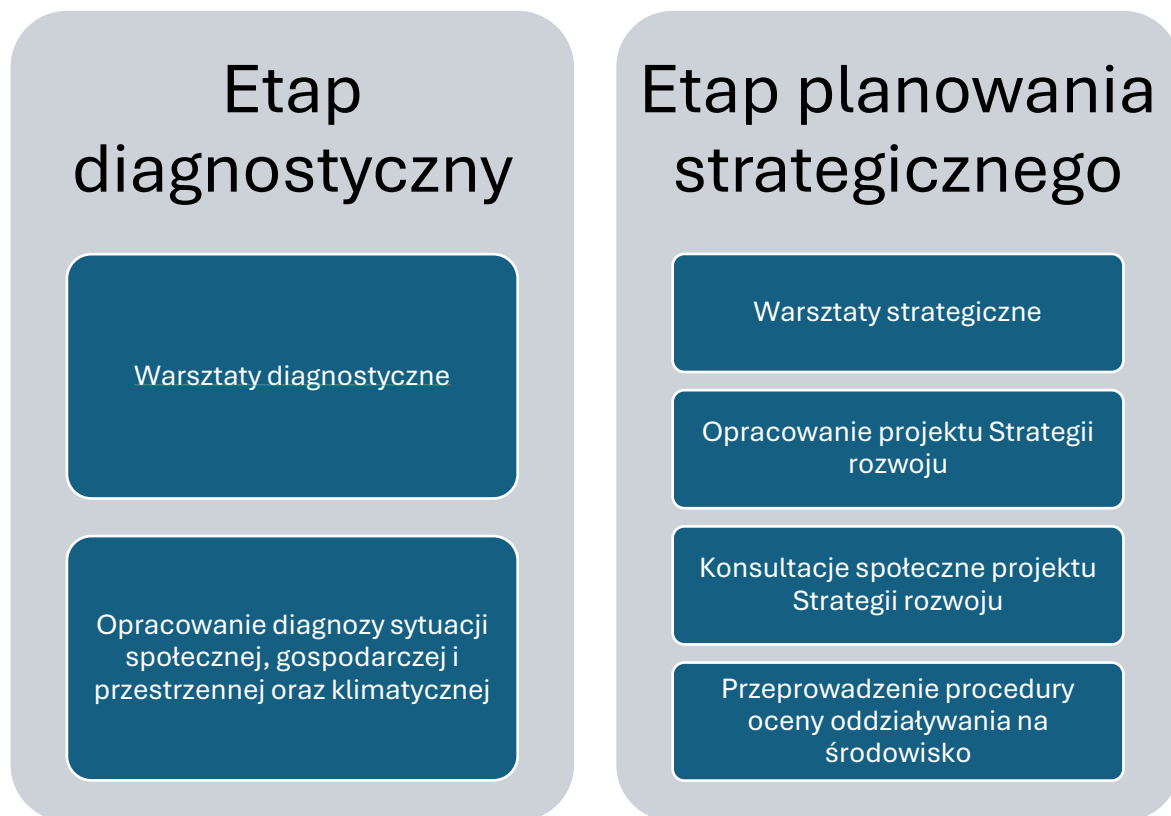 Etap
diagnostyczny
Warsztaty diagnostyczne
Opracowanie diagnozy sytuacji
społecznej, gospodarczej i
przestrzennej oraz klimatycznej
Etap planowania
strategicznego
Warsztaty strategiczne
Opracowanie projektu Strategii
rozwoju
Konsultacje społeczne projektu
Strategii rozwoju
Przeprowadzenie procedury
oceny oddziaływania na
środowisko